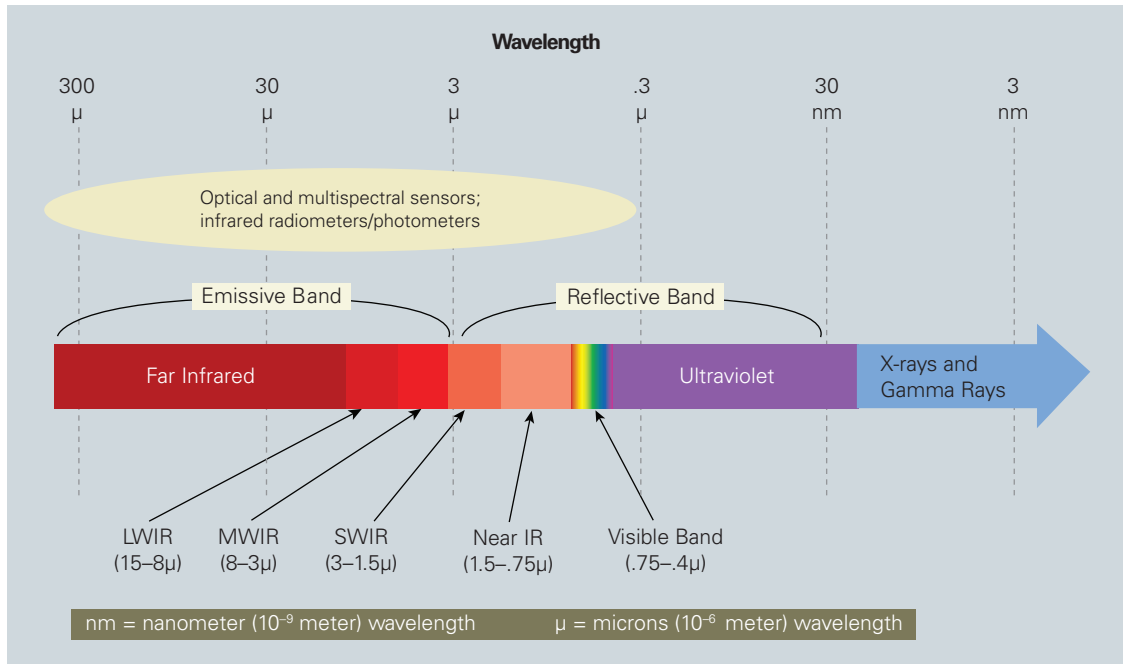 Wavelength
300 30 3 .3 30 3
μ μ μ μ nm nm
Optical and multispectral sensors;
infrared radiometers/photometers
Emissive Band
Reflective Band
Far Infrared
Ultraviolet
X-rays and
Gamma Rays
LWIR
(15–8μ)
MWIR
(8–3μ)
SWIR
(3–1.5μ)
Near IR
(1.5–.75μ)
Visible Band
(.75–.4μ)
nm = nanometer (10⁻⁹ meter) wavelength μ = microns (10⁻⁶ meter) wavelength